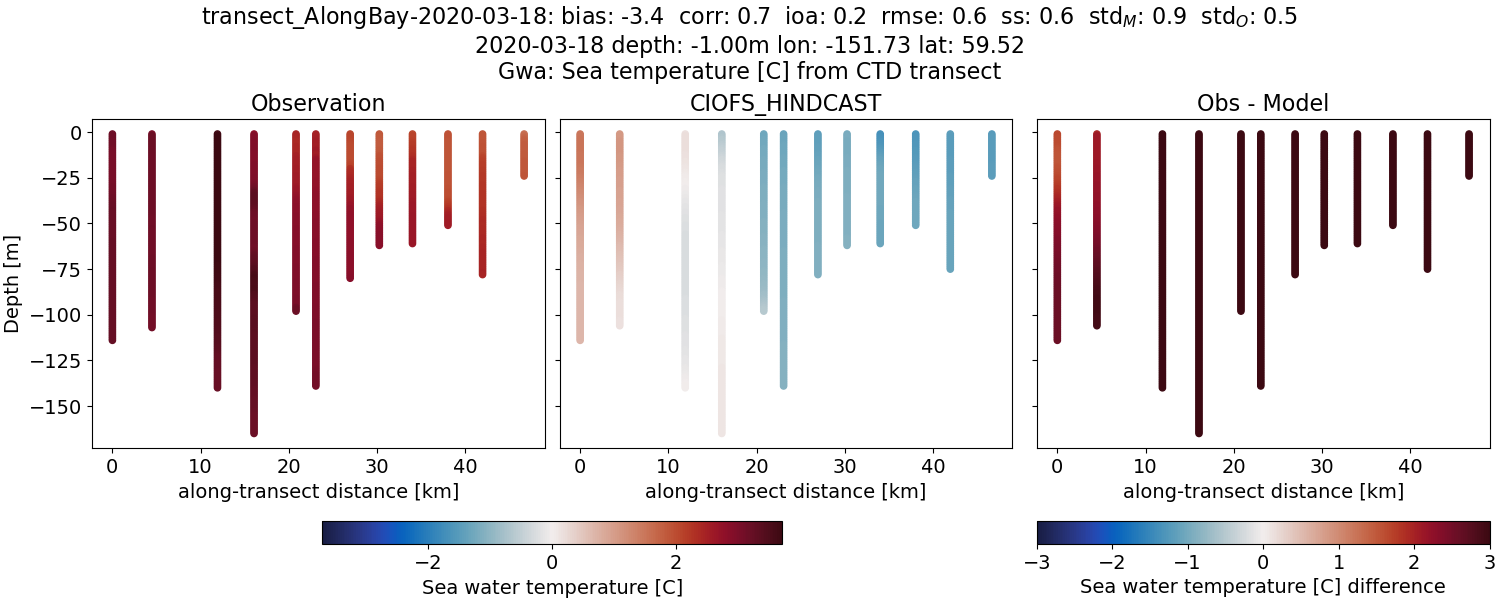 transect_AlongBay-2020-03-18: bias: -3.4 corr: 0.7 ioa: 0.2 rmse: 0.6 ss: 0.6 std_M: 0.9 std_O: 0.5
2020-03-18 depth: -1.00m lon: -151.73 lat: 59.52
Gwa: Sea temperature [C] from CTD transect
Observation CIOFS_HINDCAST Obs - Model
Depth [m]
0
−25
−50
−75
−100
−125
−150
0 10 20 30 40 0 10 20 30 40 0 10 20 30 40
along-transect distance [km] along-transect distance [km] along-transect distance [km]
−2 0 2 −3 −2 −1 0 1 2 3
Sea water temperature [C] Sea water temperature [C] difference